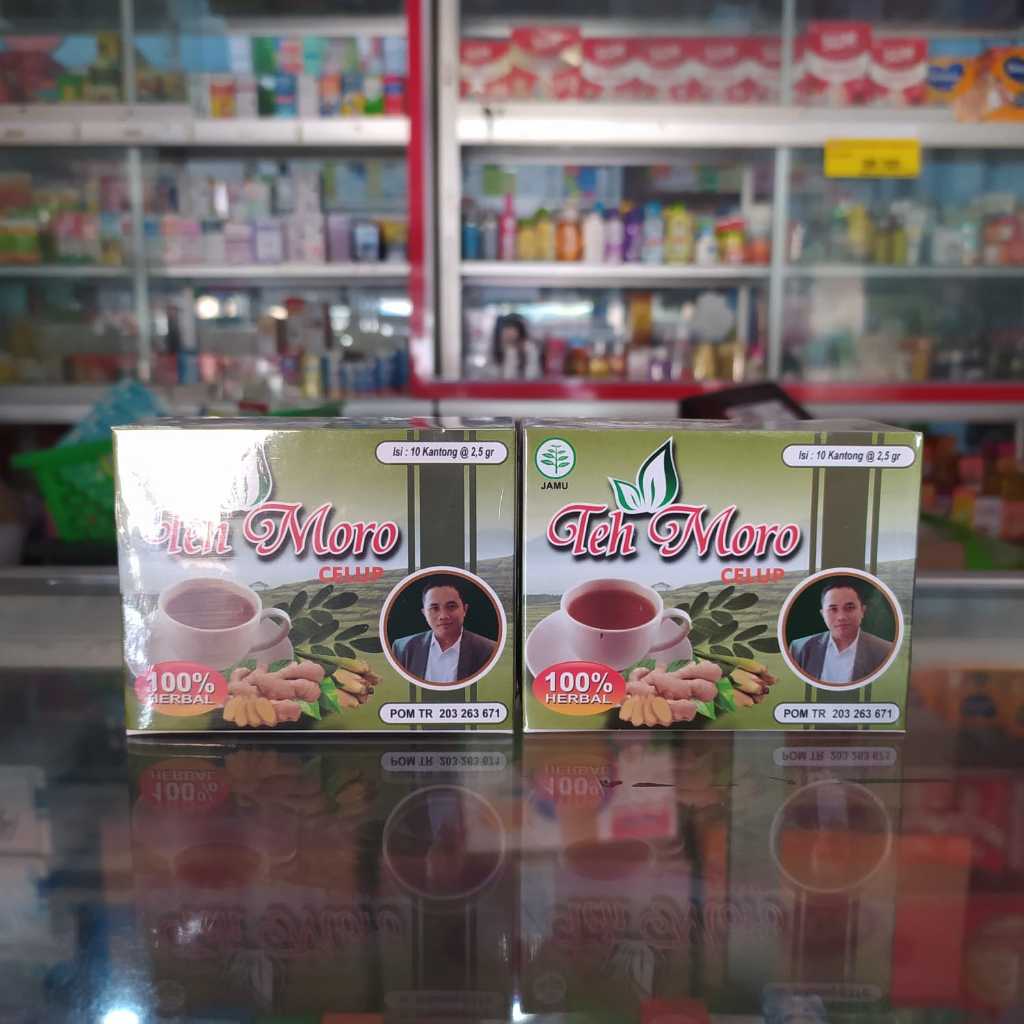 Isi : 10 Kantong @ 2,5 gr
Teh Moro
CELUP
100%
HERBAL
POM TR 203 263 671
JAMU
Isi : 10 Kantong @ 2,5 gr
Teh Moro
CELUP
100%
HERBAL
POM TR 203 263 671